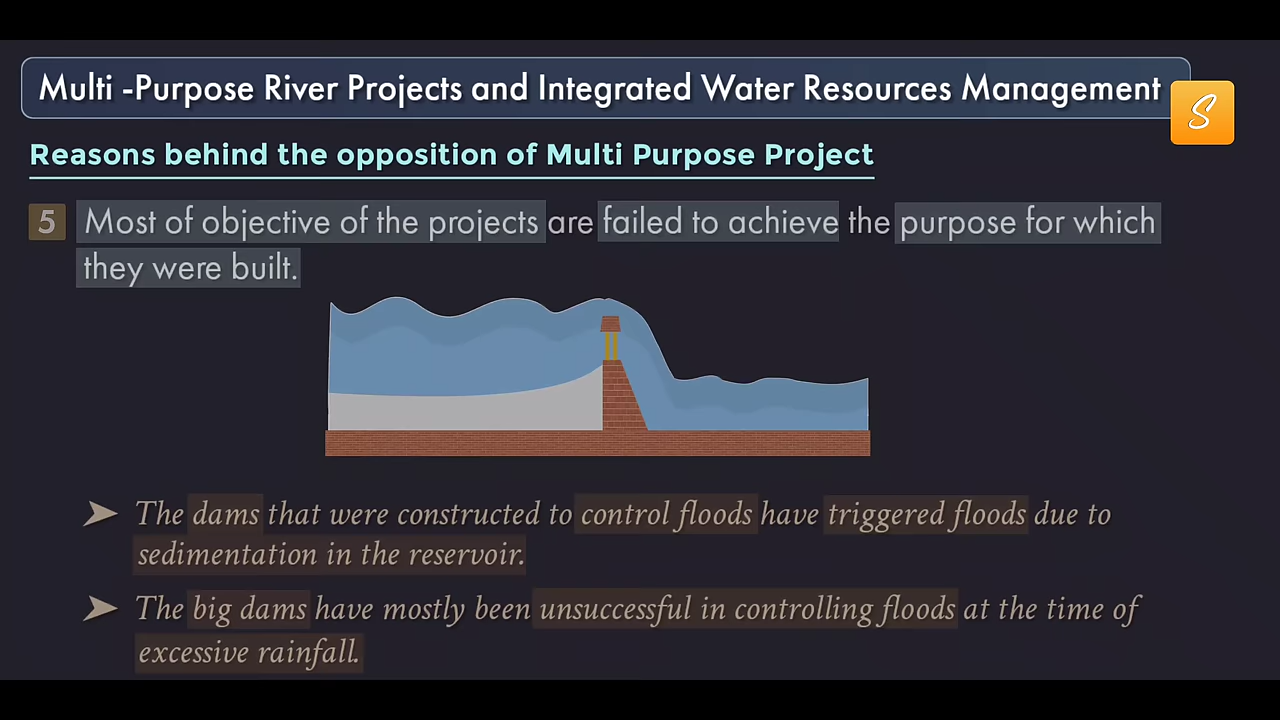 Multi -Purpose River Projects and Integrated Water Resources Management
S
Reasons behind the opposition of Multi Purpose Project
5 Most of objective of the projects are failed to achieve the purpose for which
they were built.
➤ The dams that were constructed to control floods have triggered floods due to
sedimentation in the reservoir.
➤ The big dams have mostly been unsuccessful in controlling floods at the time of
excessive rainfall.